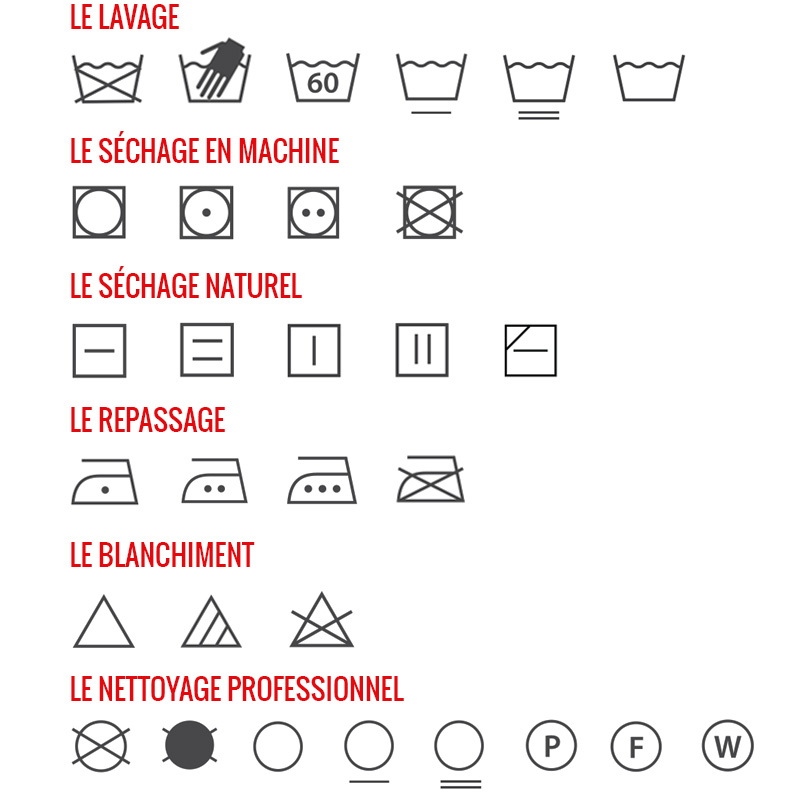 LE LAVAGE
60
LE SÉCHAGE EN MACHINE
LE SÉCHAGE NATUREL
LE REPASSAGE
LE BLANCHIMENT
LE NETTOYAGE PROFESSIONNEL
P F W